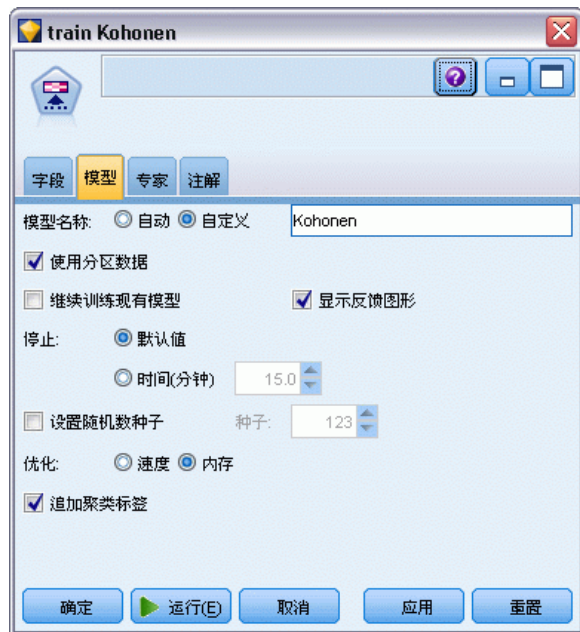 train Kohonen
字段 模型 专家 注解
模型名称: 自动 自定义 Kohonen
使用分区数据
继续训练现有模型 显示反馈图形
停止: 默认值
时间(分钟) 15.0
设置随机数种子 种子: 123
优化: 速度 内存
追加聚类标签
确定 运行(E) 取消 应用 重置